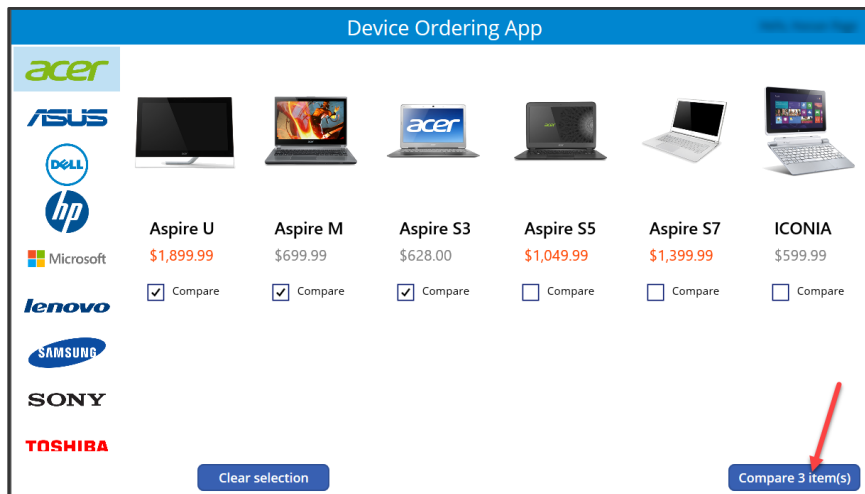 Device Ordering App
acer
ASUS
DELL
hp
Microsoft
lenovo
SAMSUNG
SONY
TOSHIBA
acer
Aspire U
Aspire M
Aspire S3
Aspire S5
Aspire S7
ICONIA
$1,899.99
$699.99
$628.00
$1,049.99
$1,399.99
$599.99
Compare
Compare
Compare
Compare
Compare
Compare
Clear selection
Compare 3 item(s)